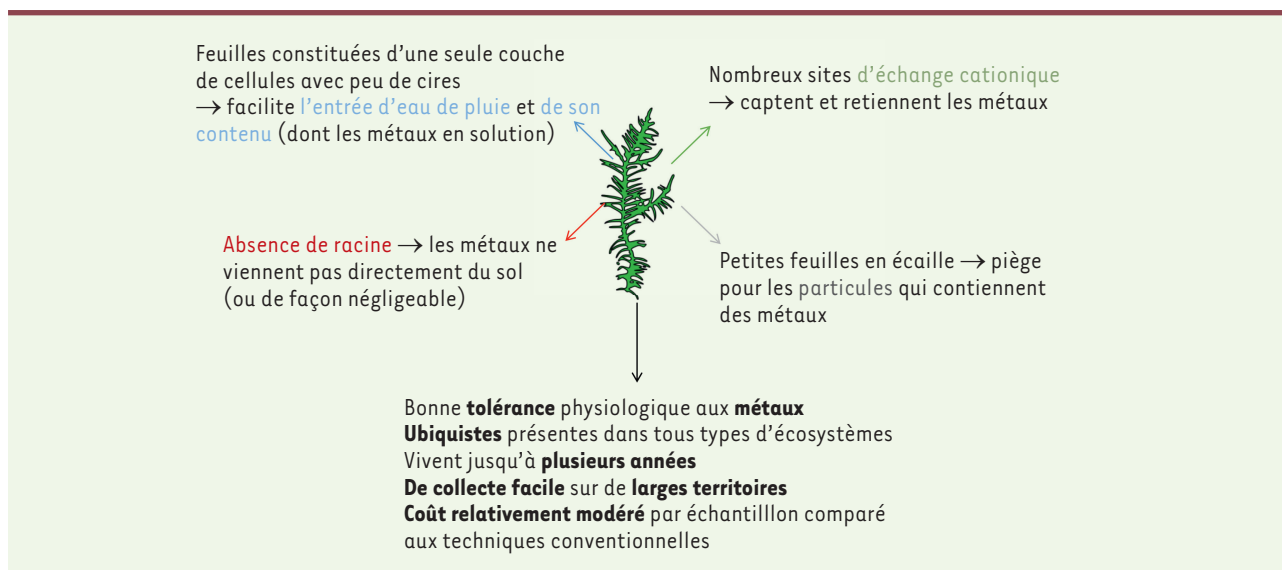 Feuilles constituées d'une seule couche
de cellules avec peu de cires
→ facilite l'entrée d'eau de pluie et de son
contenu (dont les métaux en solution)
Nombreux sites d'échange cationique
→ captent et retiennent les métaux
Absence de racine → les métaux ne
viennent pas directement du sol
(ou de façon négligeable)
Petites feuilles en écaille → piège
pour les particules qui contiennent
des métaux
Bonne tolérance physiologique aux métaux
Ubiquistes présentes dans tous types d'écosystèmes
Vivent jusqu'à plusieurs années
De collecte facile sur de larges territoires
Coût relativement modéré par échantilllon comparé
aux techniques conventionnelles